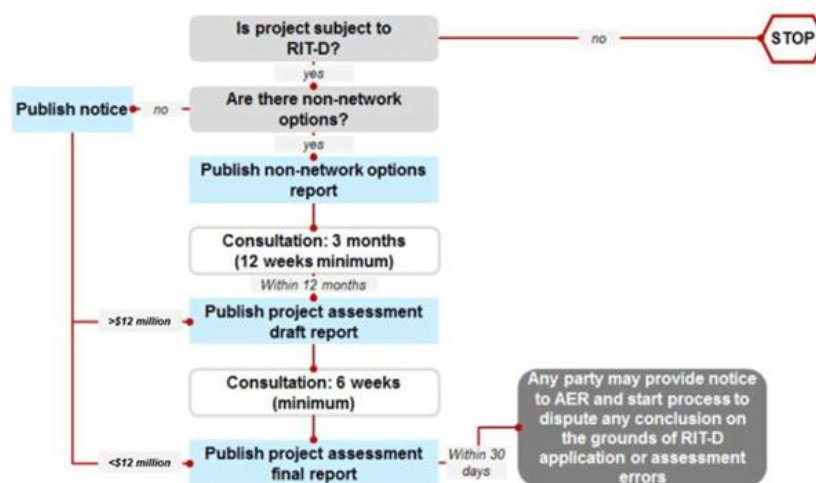 Is project subject to
RIT-D?
no
STOP
yes
Publish notice
no
Are there non-network
options?
yes
Publish non-network options
report
Consultation: 3 months
(12 weeks minimum)
Within 12 months
>$12 million
Publish project assessment
draft report
Consultation: 6 weeks
(minimum)
<$12 million
Publish project assessment
final report
Within 30
days
Any party may provide notice
to AER and start process to
dispute any conclusion on
the grounds of RIT-D
application or assessment
errors